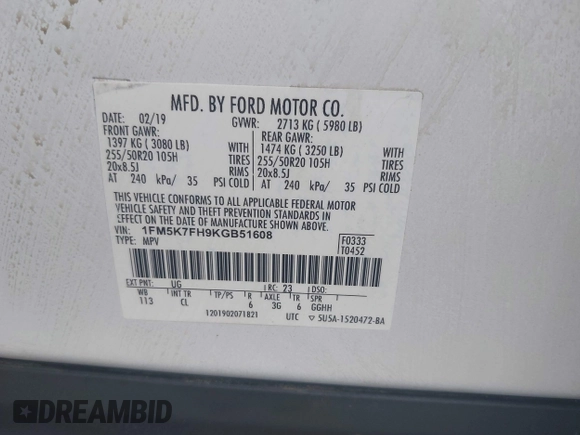 MFD. BY FORD MOTOR CO.
DATE: 02/19 GVWR: 2713 KG ( 5980 LB)
FRONT GAWR: REAR GAWR:
1397 KG ( 3080 LB) WITH 1474 KG ( 3250 LB) WITH
255/50R20 105H TIRES 255/50R20 105H TIRES
20x8.5J RIMS 20x8.5J RIMS
AT 240 kPa/ 35 PSI COLD AT 240 kPa/ 35 PSI COLD
THIS VEHICLE CONFORMS TO ALL APPLICABLE FEDERAL MOTOR
VEHICLE SAFETY AND THEFT PREVENTION STANDARDS IN
EFFECT ON THE DATE OF MANUFACTURE SHOWN ABOVE.
VIN: 1FM5K7FH9KGB51608 F0333
TYPE: MPV T0452
EXT PNT: UG RC: 23 DSO:
WB INT TR TP/PS R AXLE TR SPR
113 CL 6 3G 6 GGHH
1201902071821 UTC ▽ 5U5A-1520472-BA
DREAMBID